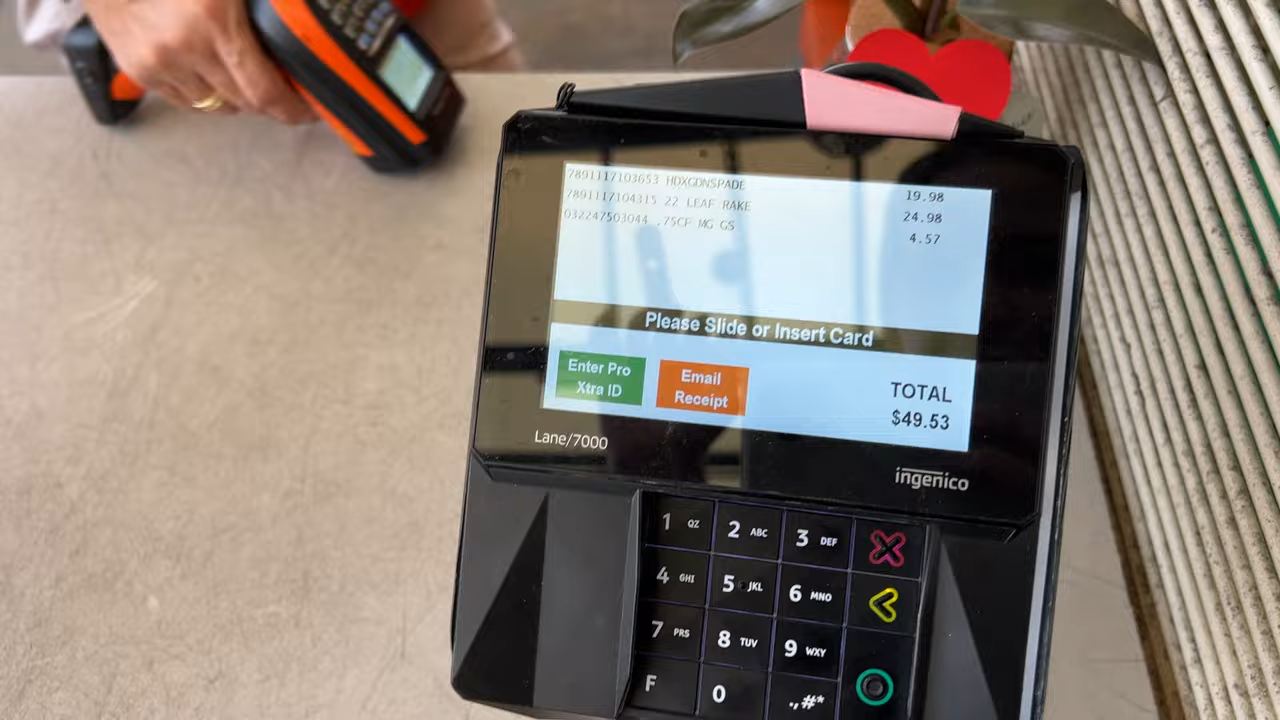 7891117103653 HDXGDNSPADE 19.98
7891117104315 22 LEAF RAKE 24.98
032247503044 .75CF MG GS 4.57
Please Slide or Insert Card
Enter Pro
Xtra ID
Email
Receipt
TOTAL
$49.53
Lane/7000
ingenico
1 QZ 2 ABC 3 DEF
4 GHI 5 JKL 6 MNO
7 PRS 8 TUV 9 WXY
F 0 .,#*